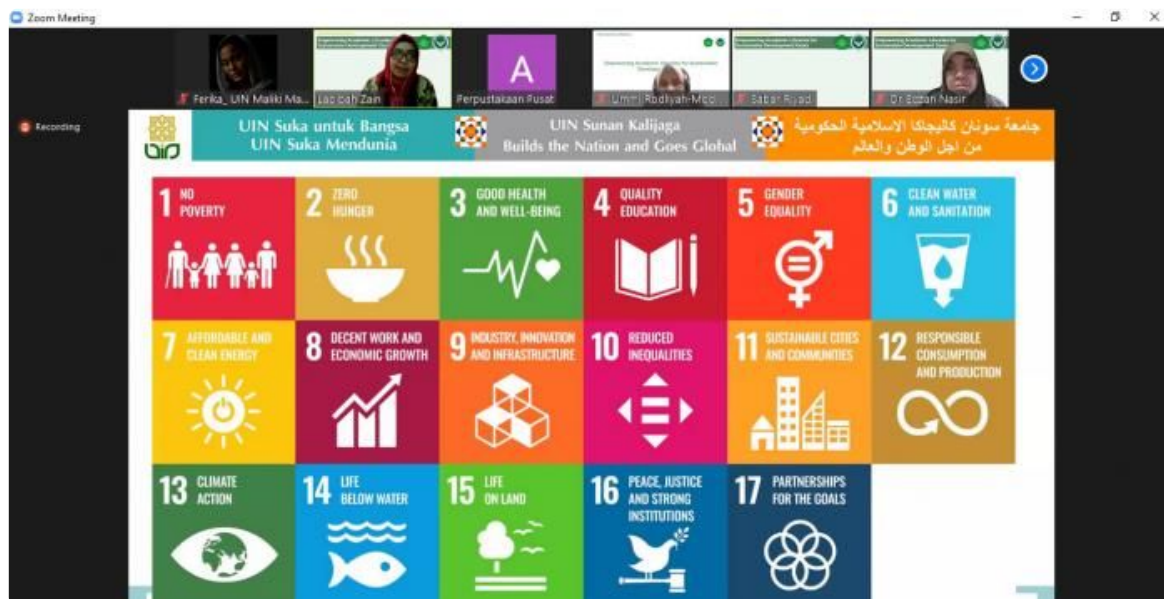 Zoom Meeting
Recording
Ferika_ UIN Maliki Ma...
A
Perpustakaan Pusat
Dr Ezzan Nasir
UIN Suka untuk Bangsa
UIN Suka Mendunia
UIN Sunan Kalijaga
Builds the Nation and Goes Global
جامعة سونان كاليجاكا الاسلامية الحكومية
من اجل الوطن والعالم
1 NO
POVERTY
2 ZERO
HUNGER
3 GOOD HEALTH
AND WELL-BEING
4 QUALITY
EDUCATION
5 GENDER
EQUALITY
6 CLEAN WATER
AND SANITATION
7 AFFORDABLE AND
CLEAN ENERGY
8 DECENT WORK AND
ECONOMIC GROWTH
9 INDUSTRY, INNOVATION
AND INFRASTRUCTURE
10 REDUCED
INEQUALITIES
11 SUSTAINABLE CITIES
AND COMMUNITIES
12 RESPONSIBLE
CONSUMPTION
AND PRODUCTION
13 CLIMATE
ACTION
14 LIFE
BELOW WATER
15 LIFE
ON LAND
16 PEACE, JUSTICE
AND STRONG
INSTITUTIONS
17 PARTNERSHIPS
FOR THE GOALS